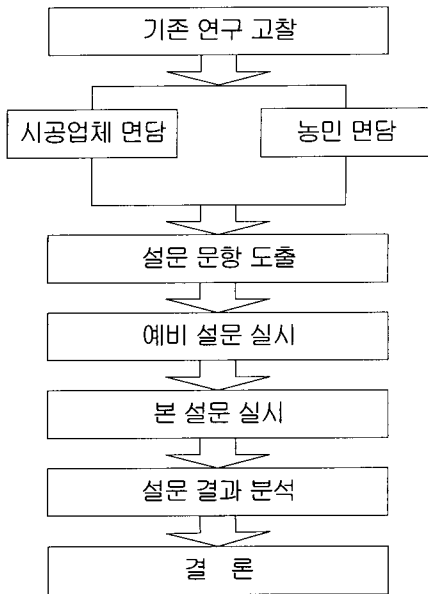 기존 연구 고찰
시공업체 면담
농민 면담
설문 문항 도출
예비 설문 실시
본 설문 실시
설문 결과 분석
결 론